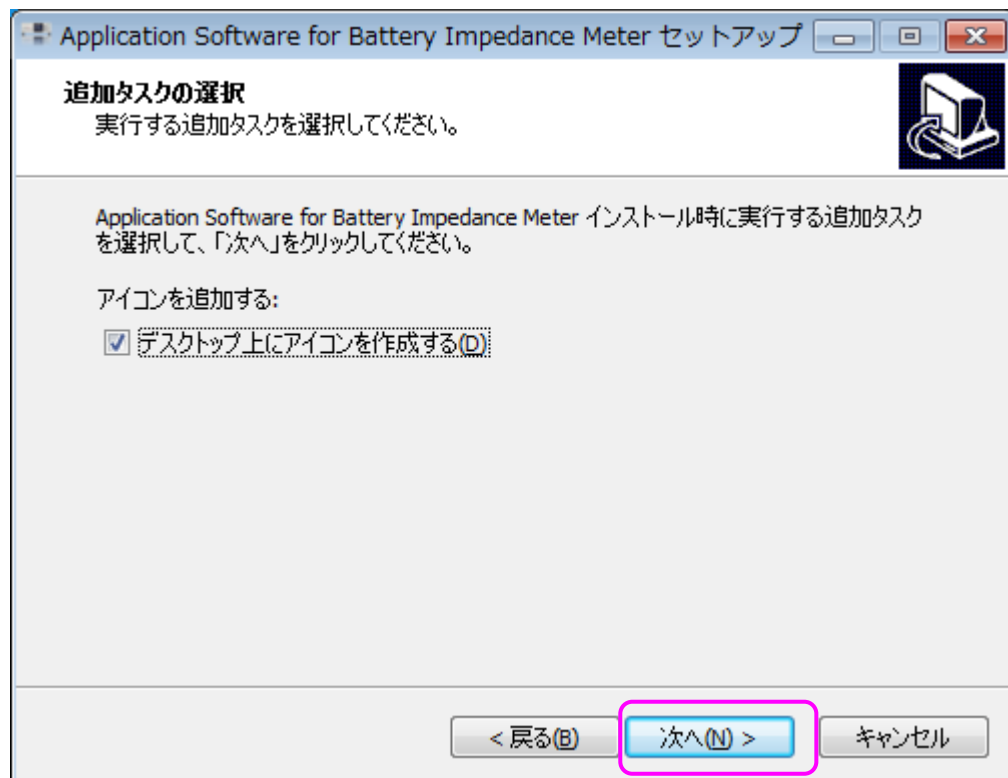 Application Software for Battery Impedance Meter セットアップ
追加タスクの選択
実行する追加タスクを選択してください。
Application Software for Battery Impedance Meter インストール時に実行する追加タスク
を選択して、「次へ」をクリックしてください。
アイコンを追加する:
デスクトップ上にアイコンを作成する(D)
< 戻る(B) 次へ(N) > キャンセル